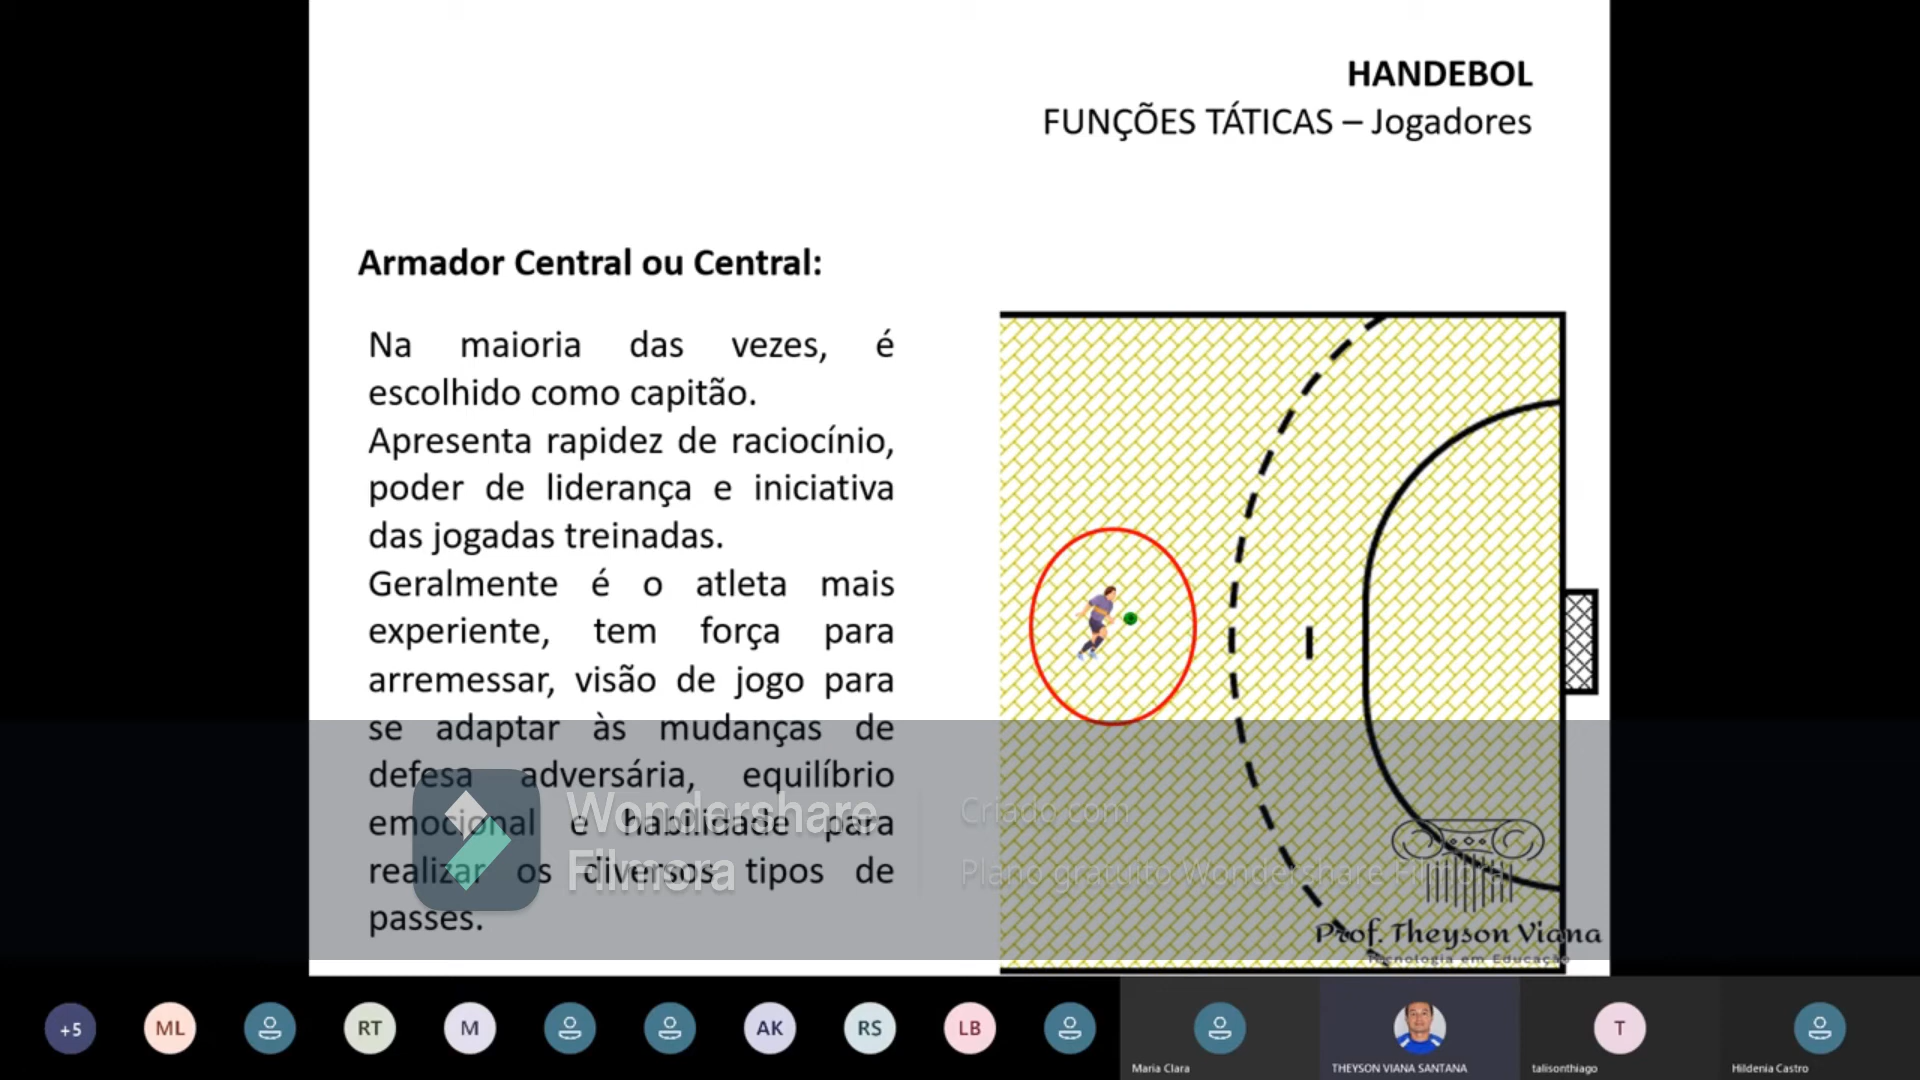 HANDEBOL
FUNÇÕES TÁTICAS – Jogadores
Armador Central ou Central:
Na maioria das vezes, é
escolhido como capitão.
Apresenta rapidez de raciocínio,
poder de liderança e iniciativa
das jogadas treinadas.
Geralmente é o atleta mais
experiente, tem força para
arremessar, visão de jogo para
se adaptar às mudanças de
defesa adversária, equilíbrio
emocional e habilidade para
realizar os diversos tipos de
passes.
Wondershare
Filmora
Criado com
Plano gratuito Wondershare Filmora
Prof. Theyson Viana
Tecnologia em Educação
+5
ML
RT
M
AK
RS
LB
T
Maria Clara
THEYSON VIANA SANTANA
talisonthiago
Hildenia Castro